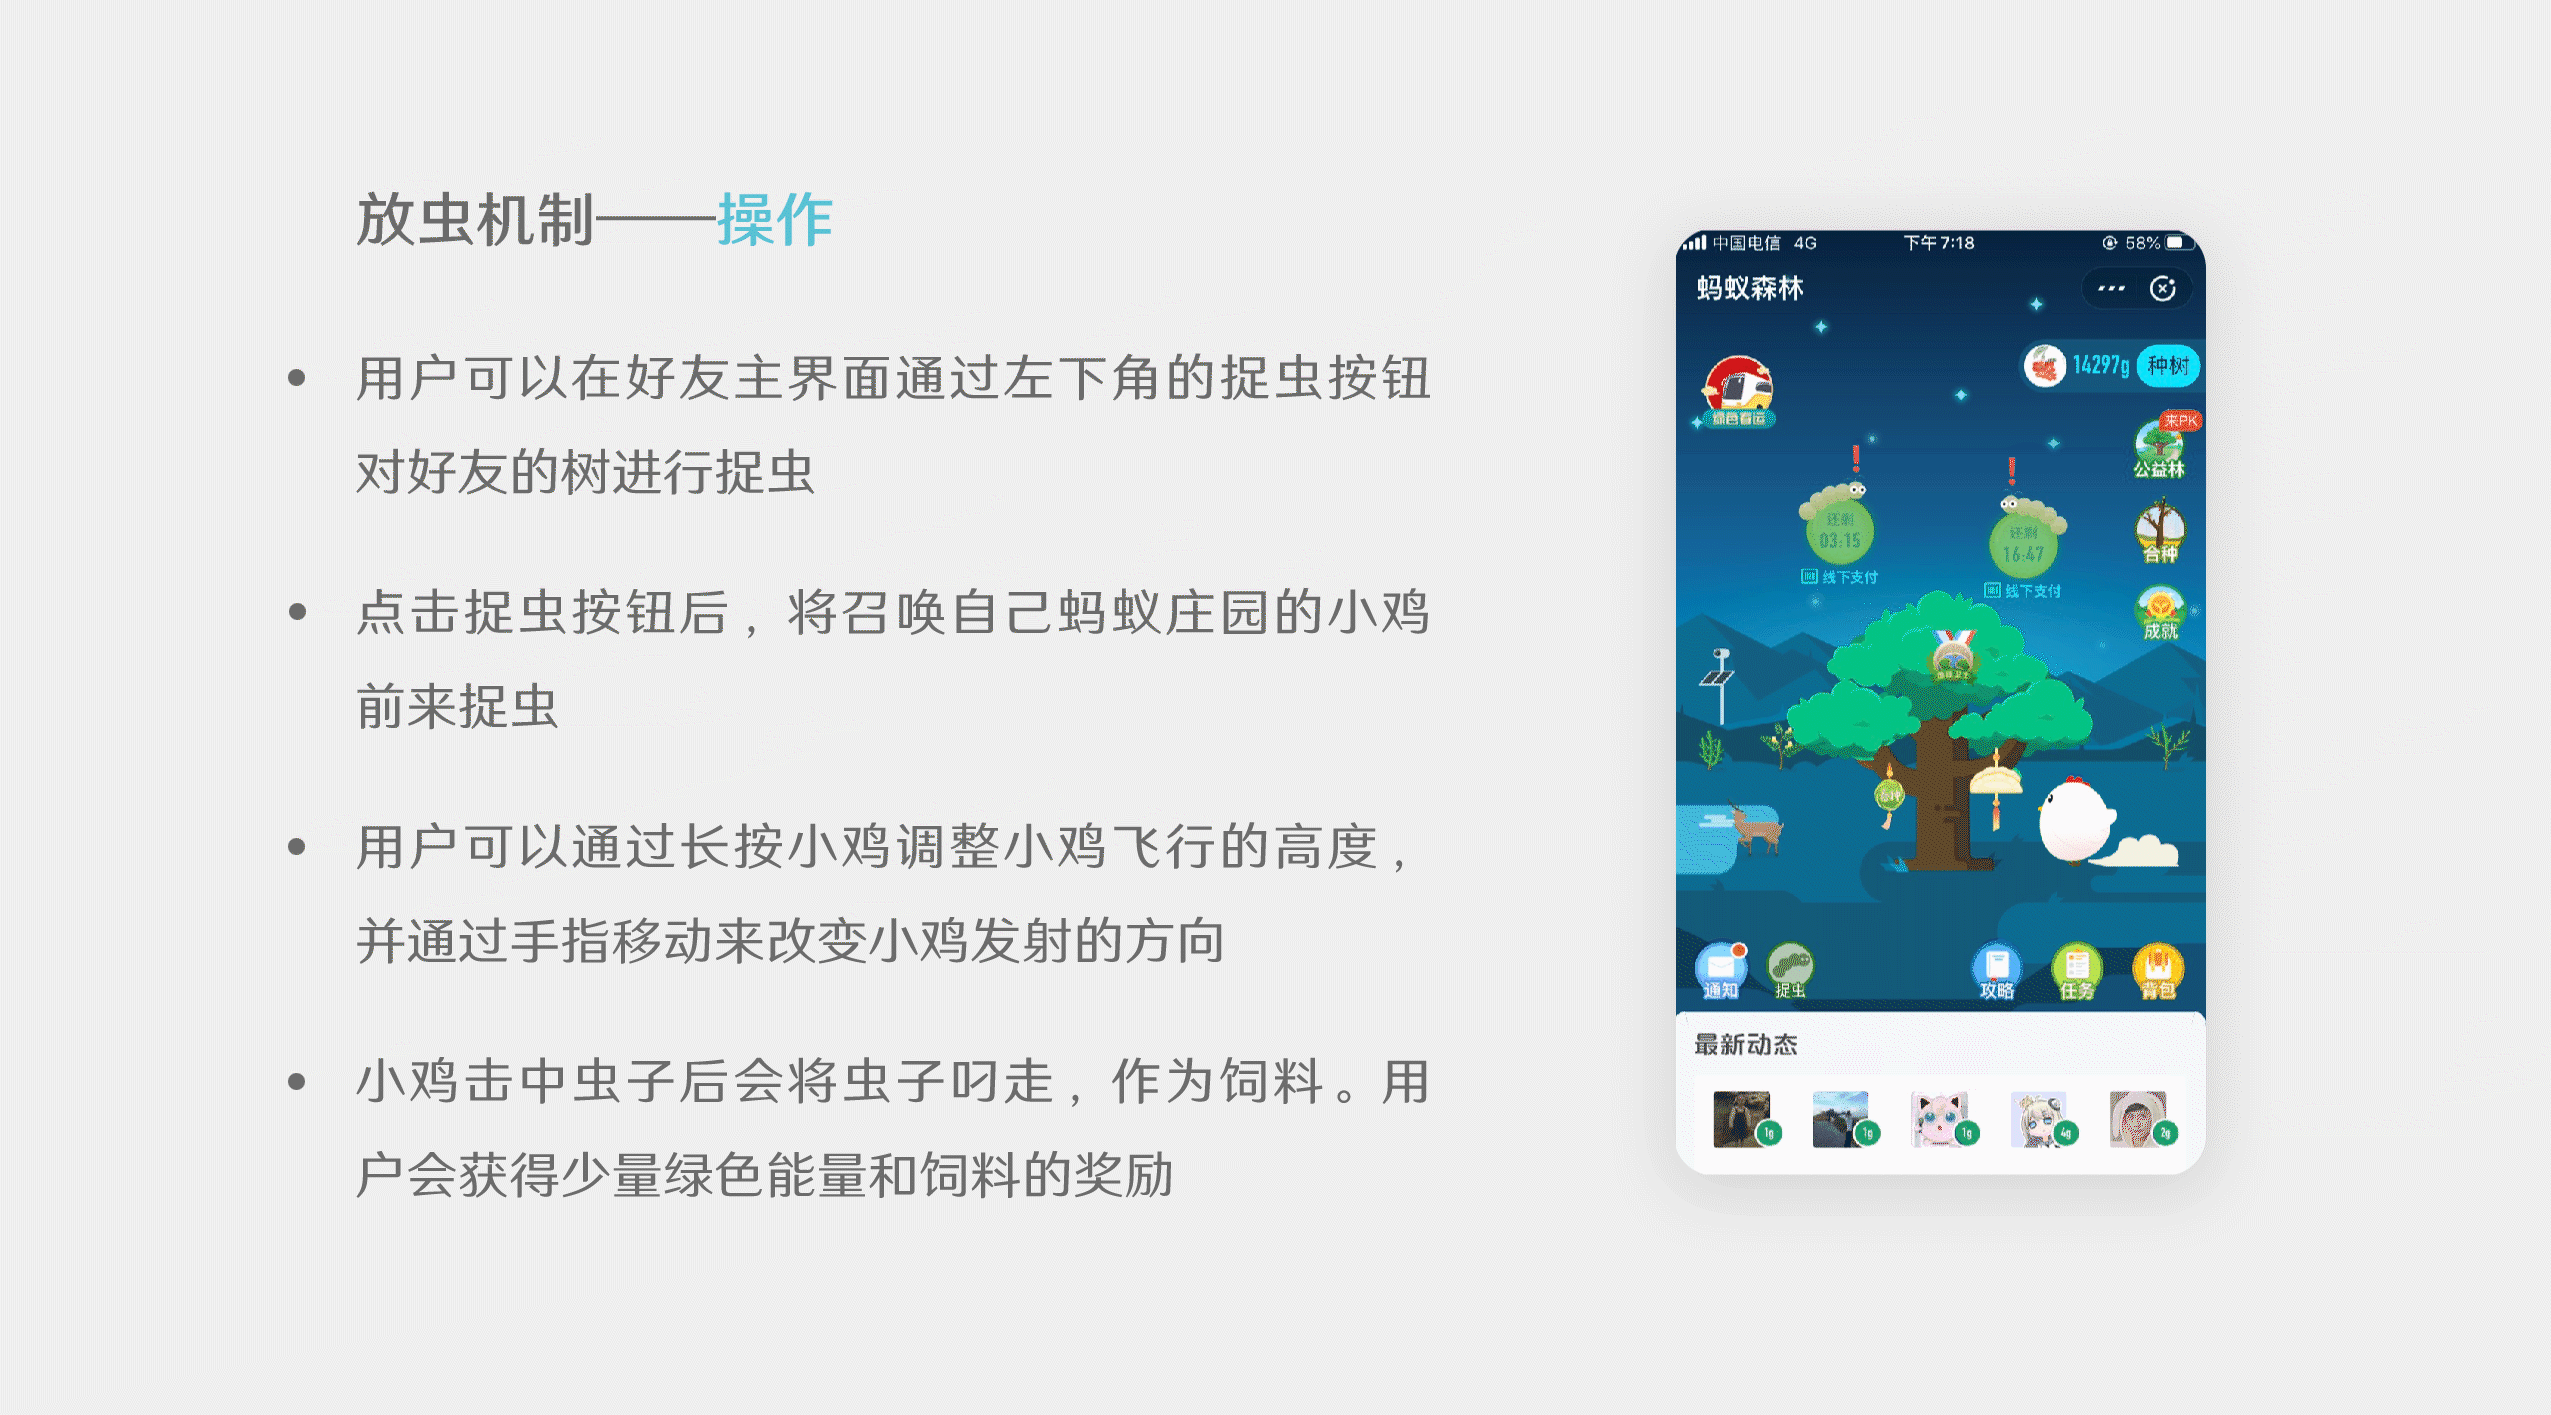 放虫机制——操作
用户可以在好友主界面通过左下角的捉虫按钮
对好友的树进行捉虫
点击捉虫按钮后，将召唤自己蚂蚁庄园的小鸡
前来捉虫
用户可以通过长按小鸡调整小鸡飞行的高度，
并通过手指移动来改变小鸡发射的方向
小鸡击中虫子后会将虫子叼走，作为饲料。用
户会获得少量绿色能量和饲料的奖励
中国电信 4G 下午7:18 58%
蚂蚁森林
14297g 种树
绿色春运
来PK
公益林
还剩
03:15
线下支付
还剩
16:47
线下支付
合种
成就
合种
通知 捉虫 攻略 任务 背包
最新动态
1g 1g 1g 4g 2g